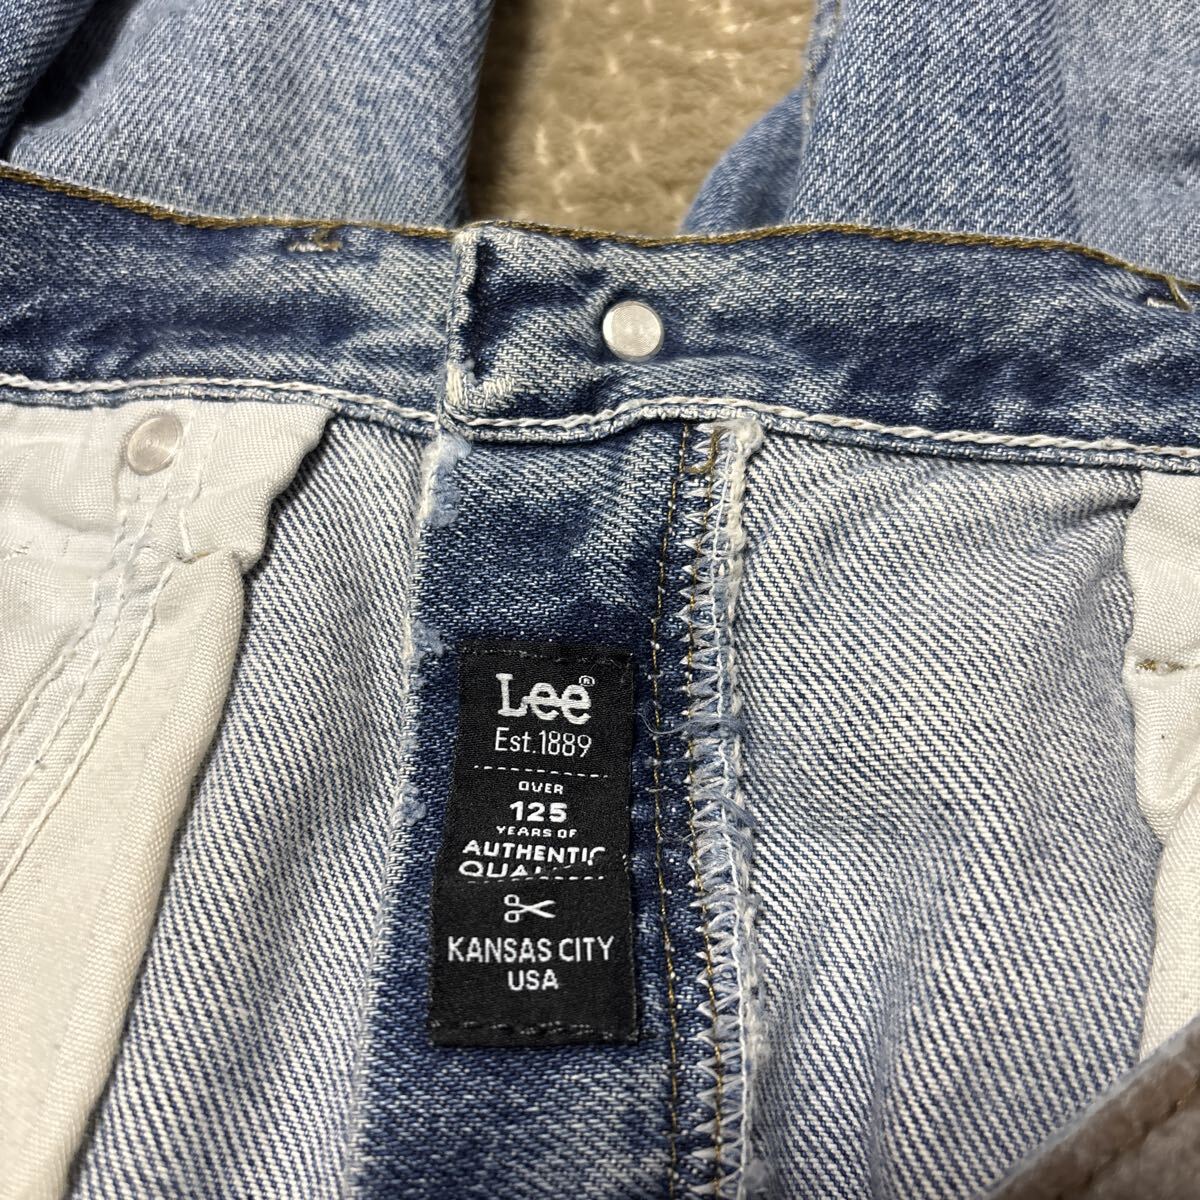 Lee®
Est.1889
OVER
125
YEARS OF
AUTHENTIC
KANSAS CITY
USA